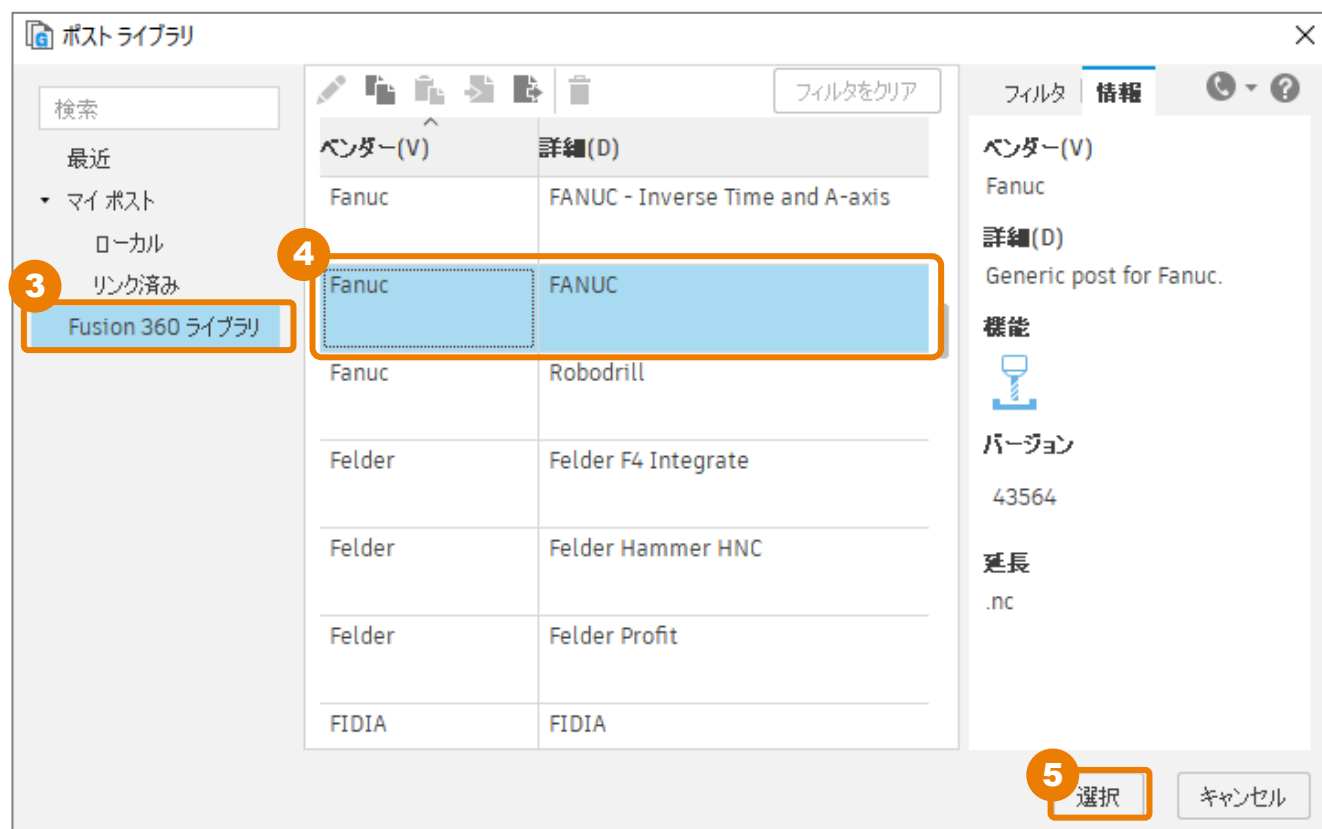 ポスト ライブラリ
検索
最近
マイ ポスト
ローカル
リンク済み
3
Fusion 360 ライブラリ
フィルタをクリア
ベンダー(V) 詳細(D)
Fanuc FANUC - Inverse Time and A-axis
4
Fanuc FANUC
Fanuc Robodrill
Felder Felder F4 Integrate
Felder Felder Hammer HNC
Felder Felder Profit
FIDIA FIDIA
フィルタ 情報
ベンダー(V)
Fanuc
詳細(D)
Generic post for Fanuc.
機能
バージョン
43564
延長
.nc
5
選択 キャンセル